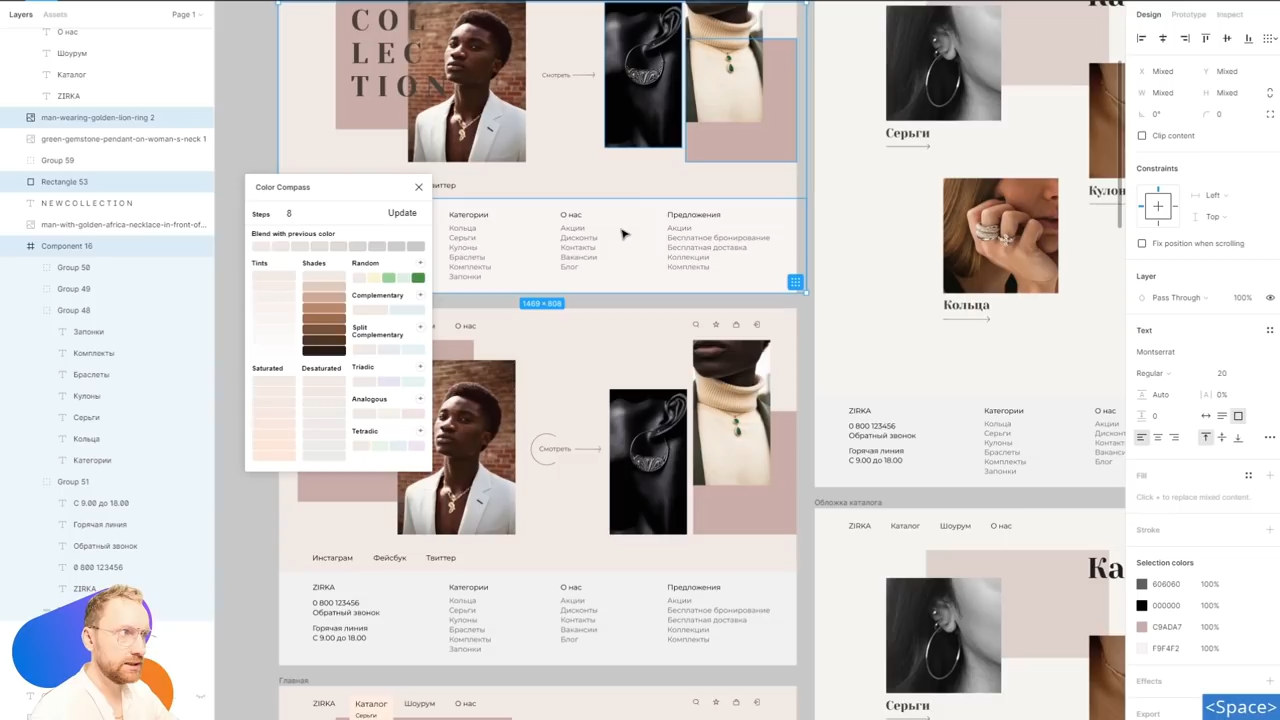 Layers
Assets
Page 1
О нас
Шоурум
Каталог
ZIRKA
man-wearing-golden-lion-ring 2
green-gemstone-pendant-on-woman-s-neck 1
Group 59
Rectangle 53
N E W C O L L E C T I O N
man-with-golden-africa-necklace-in-front-of...
Component 16
Group 50
Group 49
Group 48
Запонки
Комплекты
Браслеты
Кулоны
Серьги
Кольца
Категории
Group 51
С 9.00 до 18.00
Горячая линия
Обратный звонок
0 800 123456
ZIRKA
COL
LEC
TION
Смотреть
Твиттер
Категории
Кольца
Серьги
Кулоны
Браслеты
Комплекты
Запонки
О нас
Акции
Дисконты
Контакты
Вакансии
Блог
Предложения
Акции
Бесплатное бронирование
Бесплатная доставка
Коллекции
Комплекты
1469 × 808
Color Compass
Steps
8
Update
Blend with previous color
Tints
Shades
Random
Complementary
Split
Complementary
Saturated
Desaturated
Triadic
Analogous
Tetradic
О нас
Смотреть
Инстаграм
Фейсбук
Твиттер
ZIRKA
0 800 123456
Обратный звонок
Горячая линия
С 9.00 до 18.00
Категории
Кольца
Серьги
Кулоны
Браслеты
Комплекты
Запонки
О нас
Акции
Дисконты
Контакты
Вакансии
Блог
Предложения
Акции
Бесплатное бронирование
Бесплатная доставка
Коллекции
Комплекты
Главная
ZIRKA
Каталог
Шоурум
О нас
Серьги
Серьги
Кольца
ZIRKA
0 800 123456
Обратный звонок
Горячая линия
С 9.00 до 18.00
Категории
Кольца
Серьги
Кулоны
Браслеты
Комплекты
Запонки
О нас
Акции
Дисконт
Контакт
Ваканс
Блог
Обложка каталога
ZIRKA
Каталог
Шоурум
О нас
Ка
Серьги
Кулон
Design
Prototype
Inspect
X
Mixed
Y
Mixed
W
Mixed
H
Mixed
0°
0
Clip content
Constraints
Left
Top
Fix position when scrolling
Layer
Pass Through
100%
Text
Montserrat
Regular
20
Auto
|A|
0%
0
Fill
Click + to replace mixed content.
Stroke
Selection colors
606060
100%
000000
100%
C9ADA7
100%
F9F4F2
100%
Effects
Export
<Space>